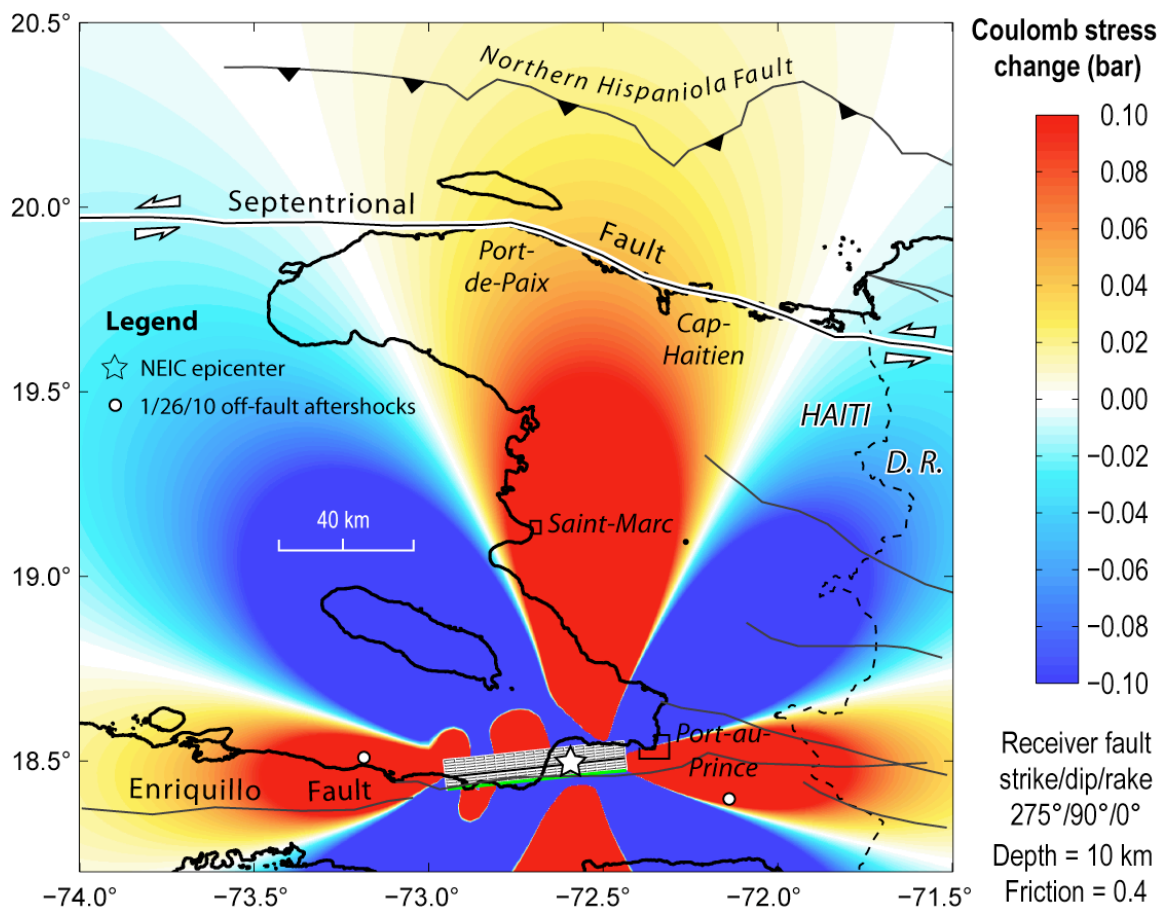 20.5°
20.0°
19.5°
19.0°
18.5°
−74.0°
−73.5°
−73.0°
−72.5°
−72.0°
−71.5°
Northern Hispaniola Fault
Septentrional
Fault
Port-
de-Paix
Cap-
Haitien
Legend
NEIC epicenter
1/26/10 off-fault aftershocks
HAITI
D. R.
40 km
Saint-Marc
Port-au-
Prince
Enriquillo
Fault
Coulomb stress
change (bar)
0.10
0.08
0.06
0.04
0.02
0.00
−0.02
−0.04
−0.06
−0.08
−0.10
Receiver fault
strike/dip/rake
275°/90°/0°
Depth = 10 km
Friction = 0.4